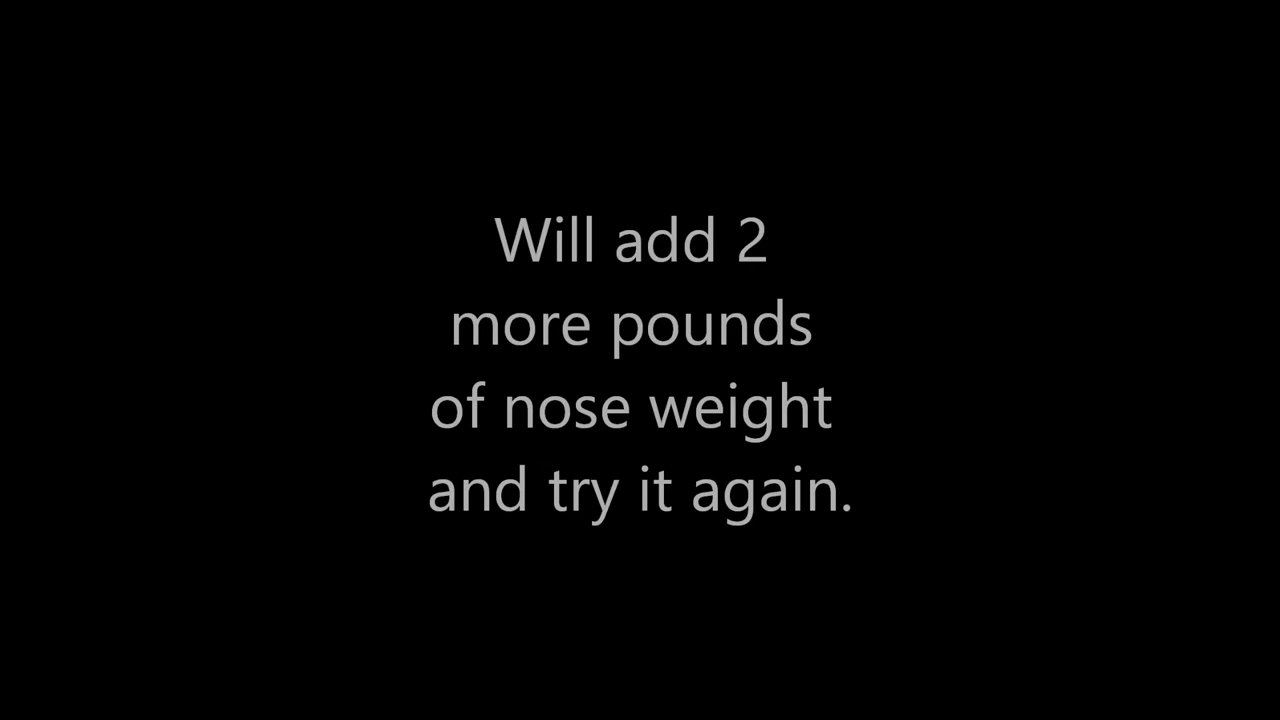 Will add 2
more pounds
of nose weight
and try it again.